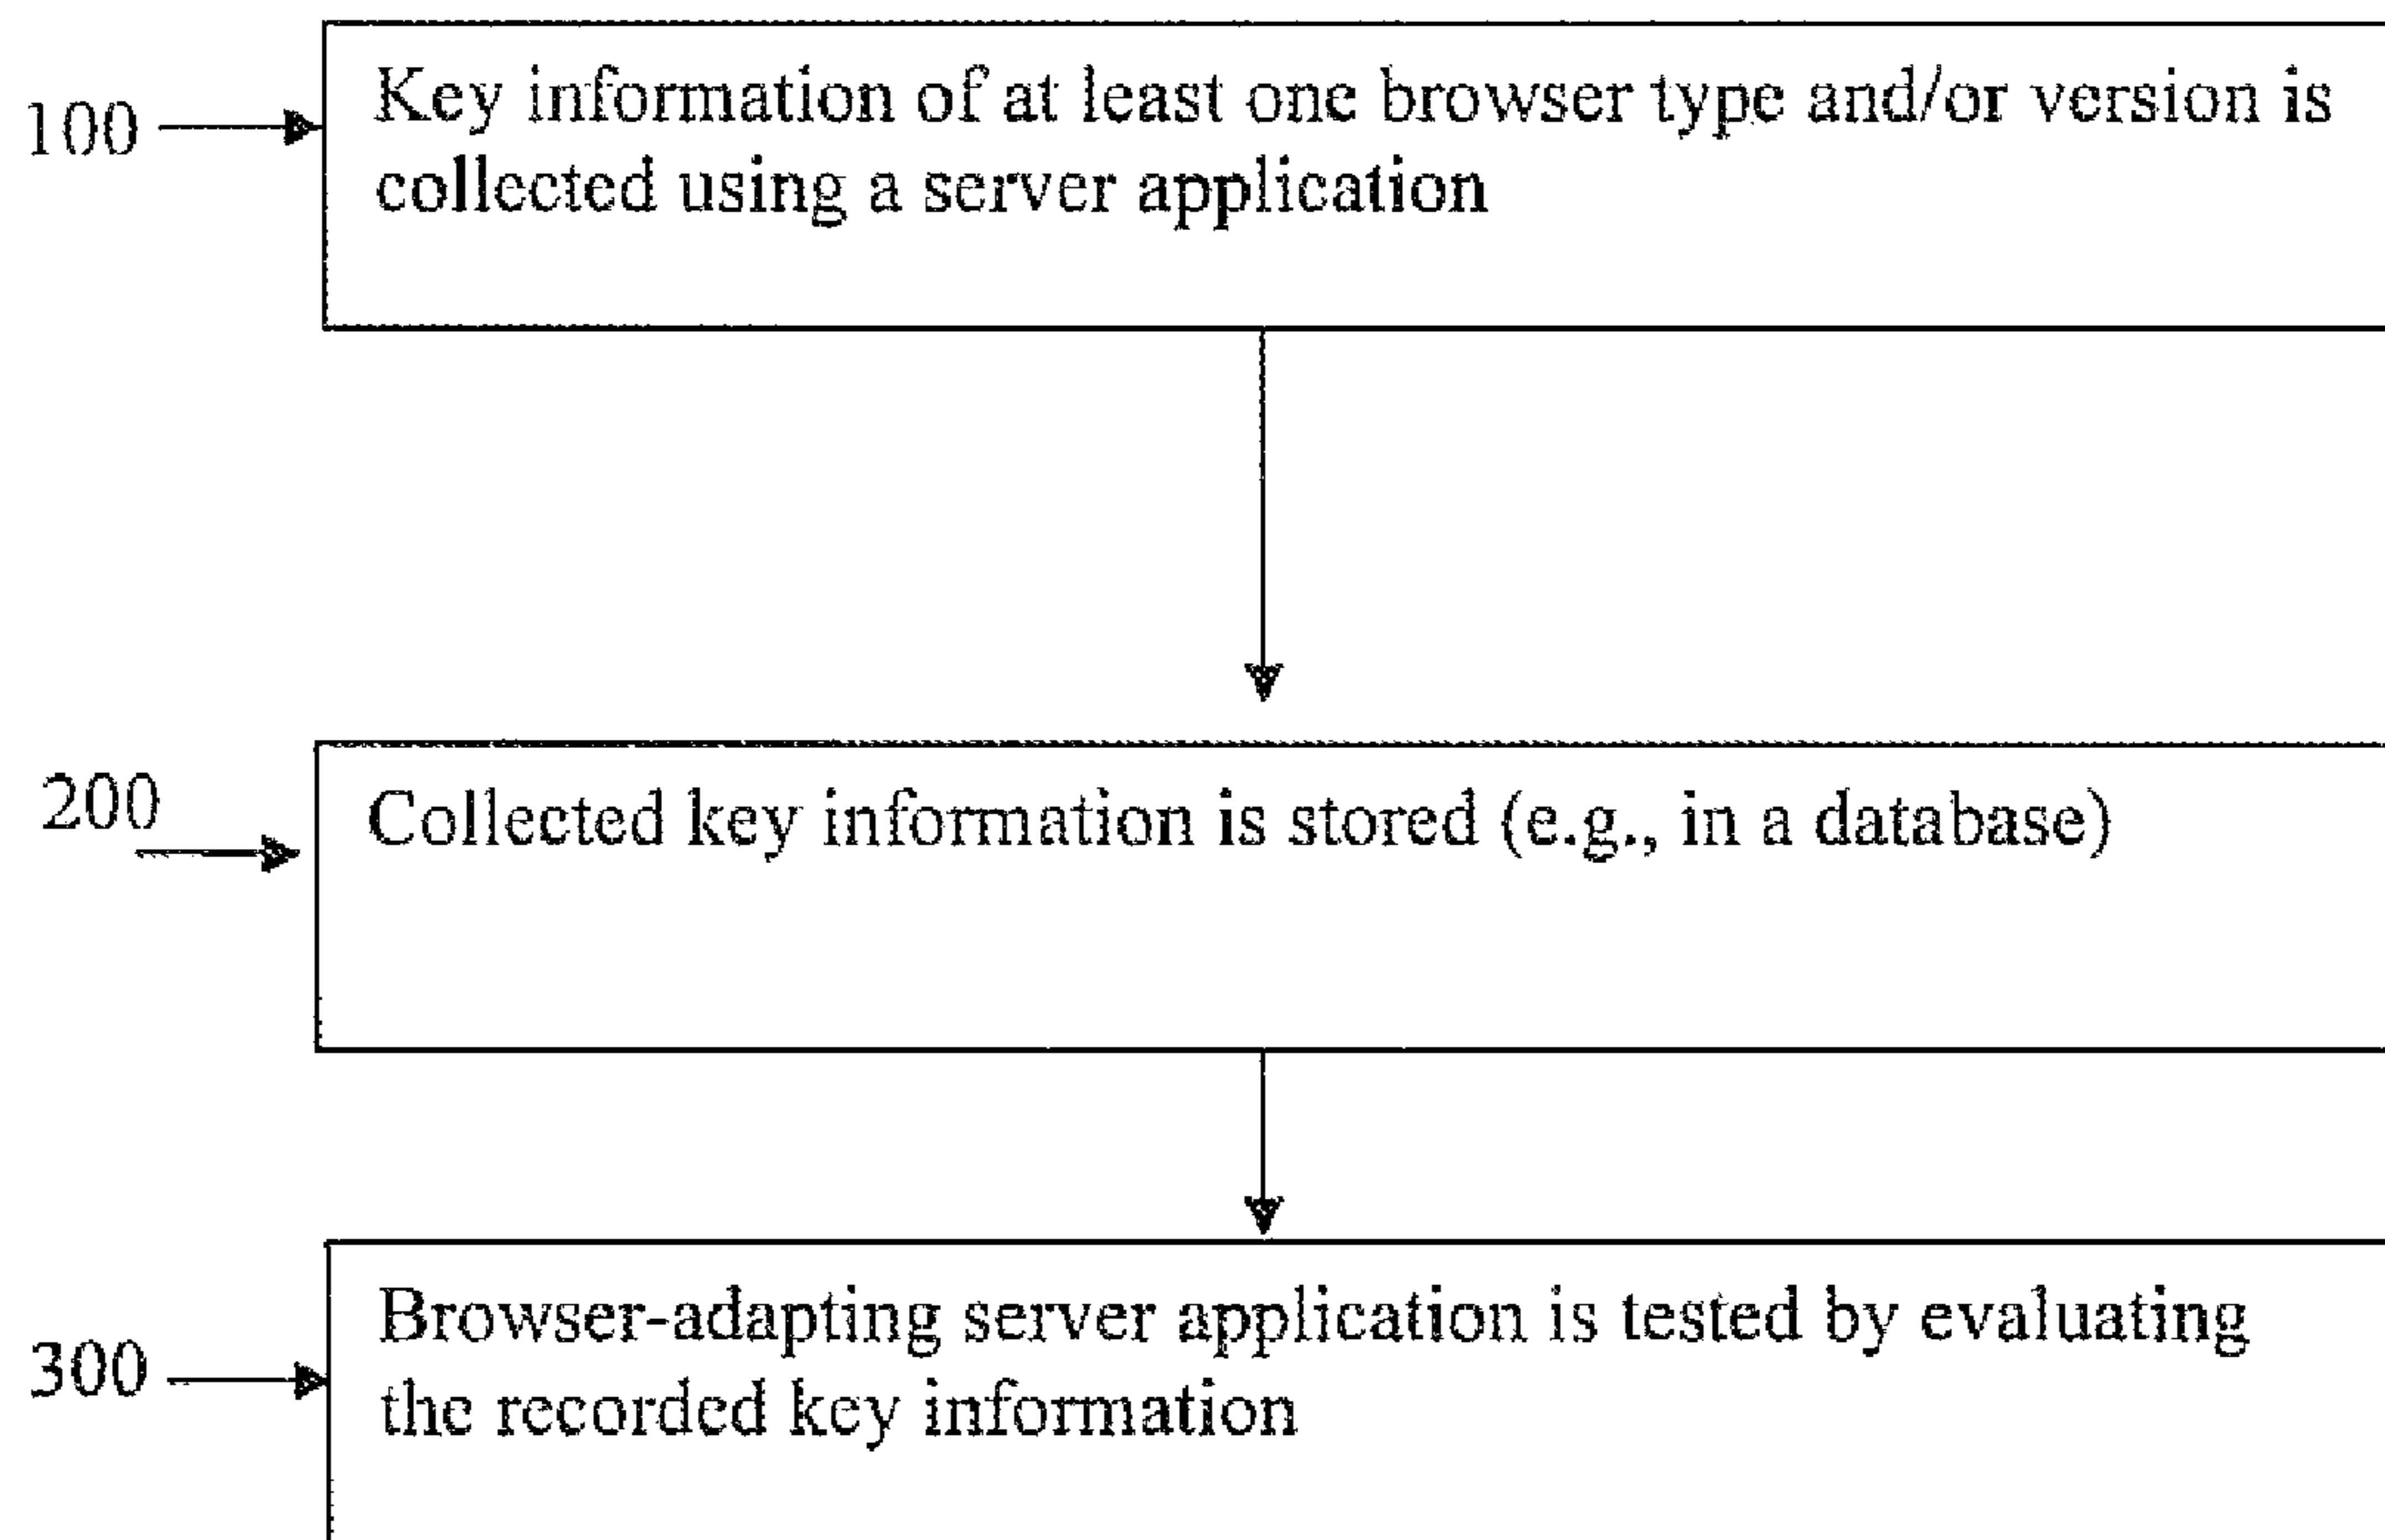 100
Key information of at least one browser type and/or version is
collected using a server application
200
Collected key information is stored (e.g., in a database)
300
Browser-adapting server application is tested by evaluating
the recorded key information